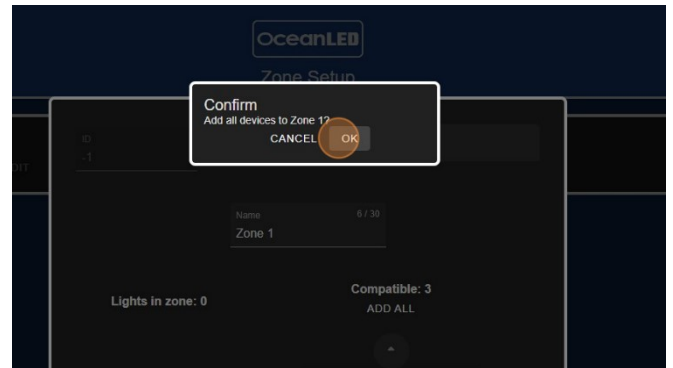 OceanLED
Zone Setup
Confirm
Add all devices to Zone 1?
CANCEL OK
ID
-1
DIT
Name 6 / 30
Zone 1
Compatible: 3
Lights in zone: 0
ADD ALL